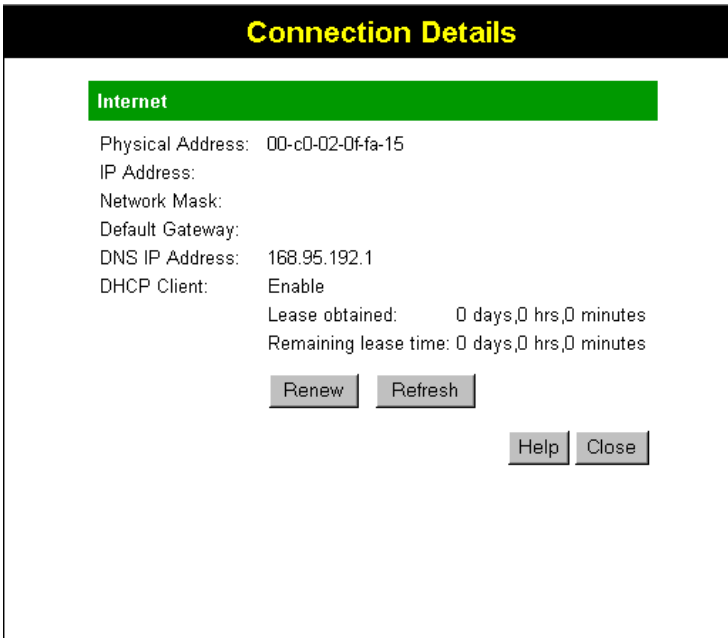 Connection Details
Internet
Physical Address: 00-c0-02-0f-fa-15
IP Address:
Network Mask:
Default Gateway:
DNS IP Address: 168.95.192.1
DHCP Client: Enable
Lease obtained: 0 days,0 hrs,0 minutes
Remaining lease time: 0 days,0 hrs,0 minutes
Renew Refresh
Help Close